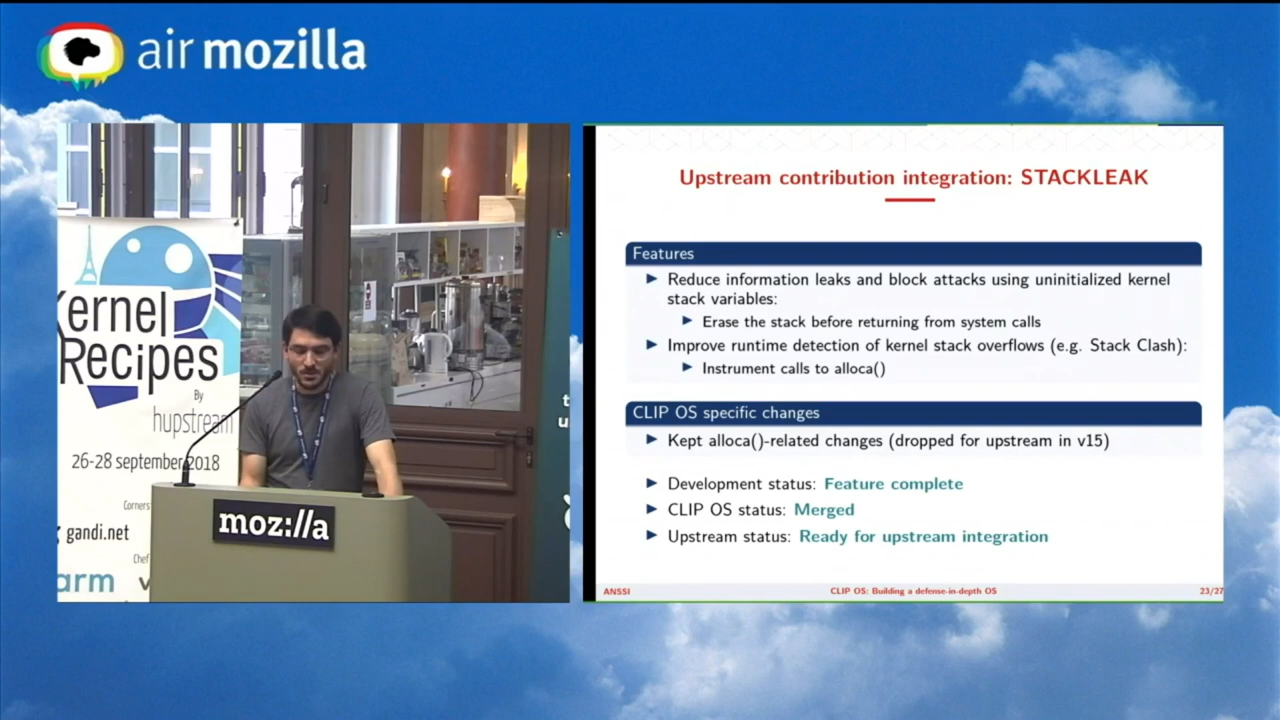 air mozilla
Kernel
Recipes
By
hupstream
26-28 september 2018
Corners
gandi.net
Chef
arm
moz://a
Upstream contribution integration: STACKLEAK
Features
Reduce information leaks and block attacks using uninitialized kernel
stack variables:
Erase the stack before returning from system calls
Improve runtime detection of kernel stack overflows (e.g. Stack Clash):
Instrument calls to alloca()
CLIP OS specific changes
Kept alloca()-related changes (dropped for upstream in v15)
Development status: Feature complete
CLIP OS status: Merged
Upstream status: Ready for upstream integration
ANSSI CLIP OS: Building a defense-in-depth OS 23/27